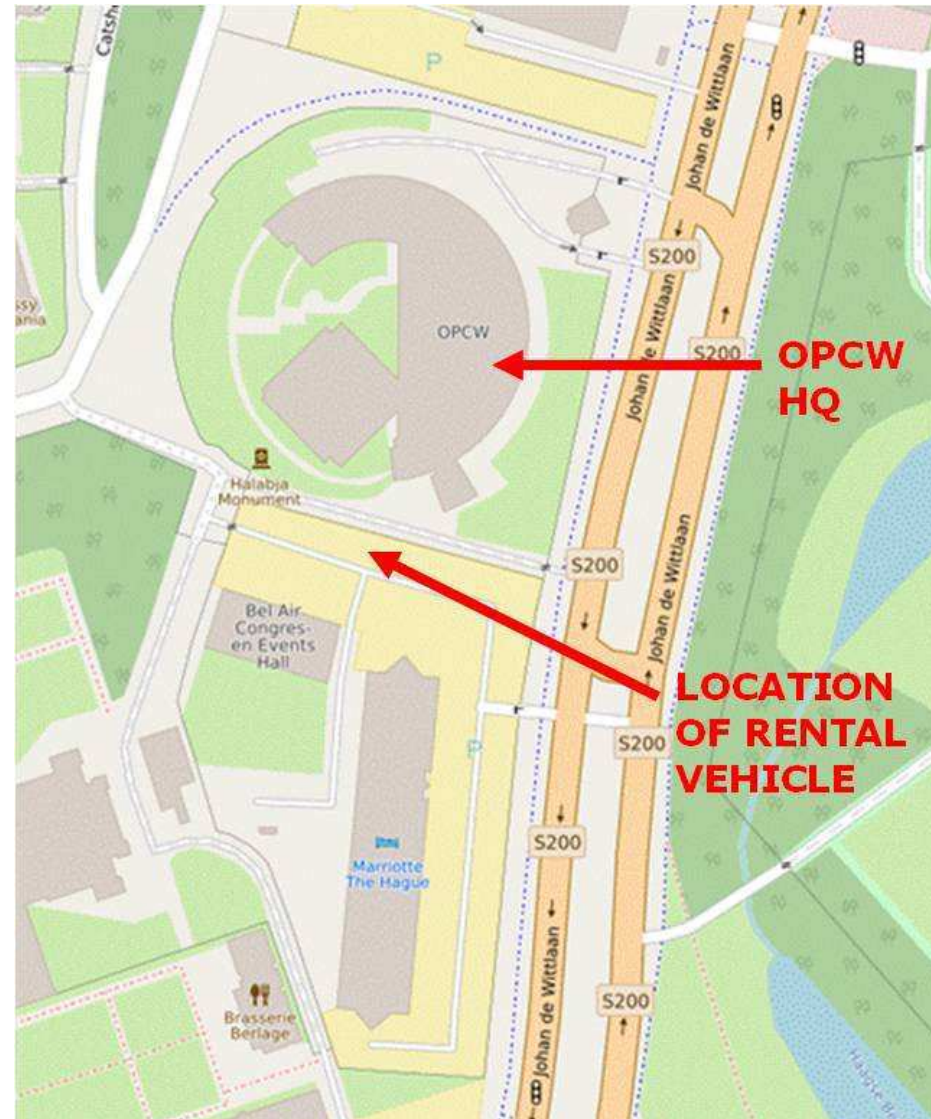 P
Johan de Wittlaan
Johan de Wittlaan
S200
OPCW
Johan de Wittlaan
S200
OPCW
HQ
Halabja
Monument
S200
Johan de Wittlaan
Bel Air
Congres-
en Events
Hall
LOCATION
OF RENTAL
VEHICLE
S200
P
S200
Marriotte
The Hague
Johan de Wittlaan
S200
Brasserie
Berlage